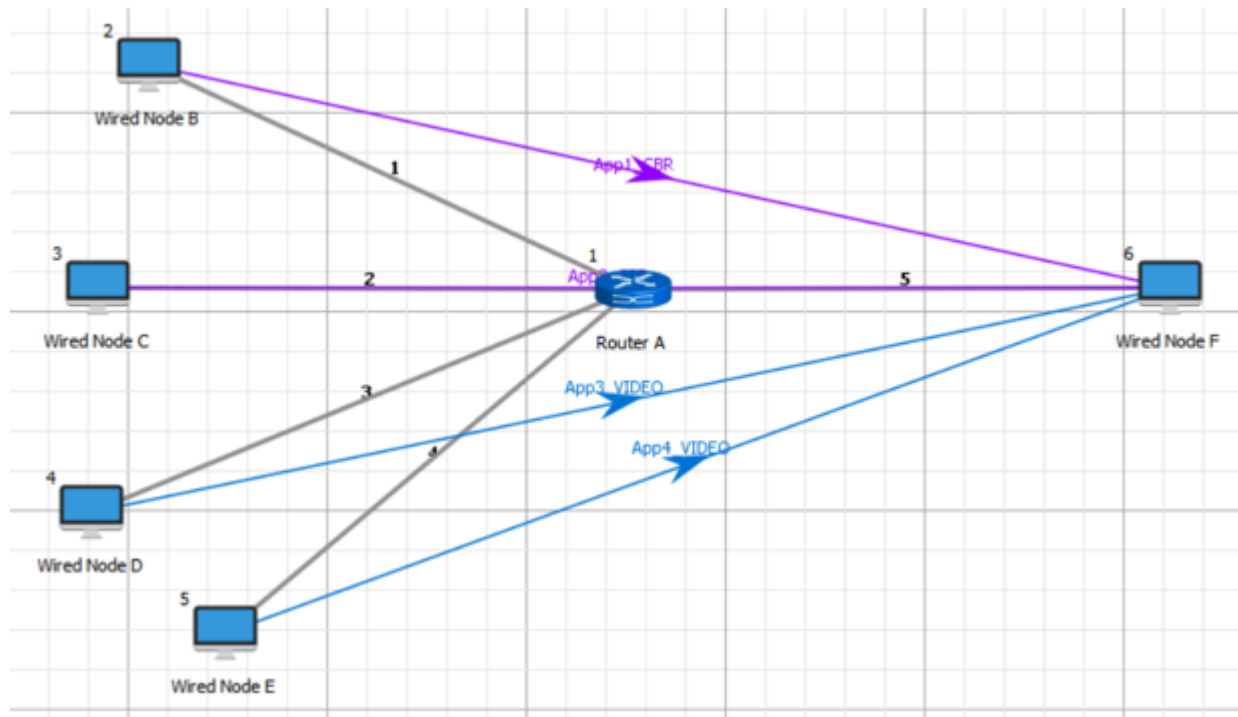 2
Wired Node B
1
App1_CBR
3
Wired Node C
2
1
5
6
Router A
Wired Node F
3
App3_VIDEO
4
App4_VIDEO
4
Wired Node D
5
Wired Node E